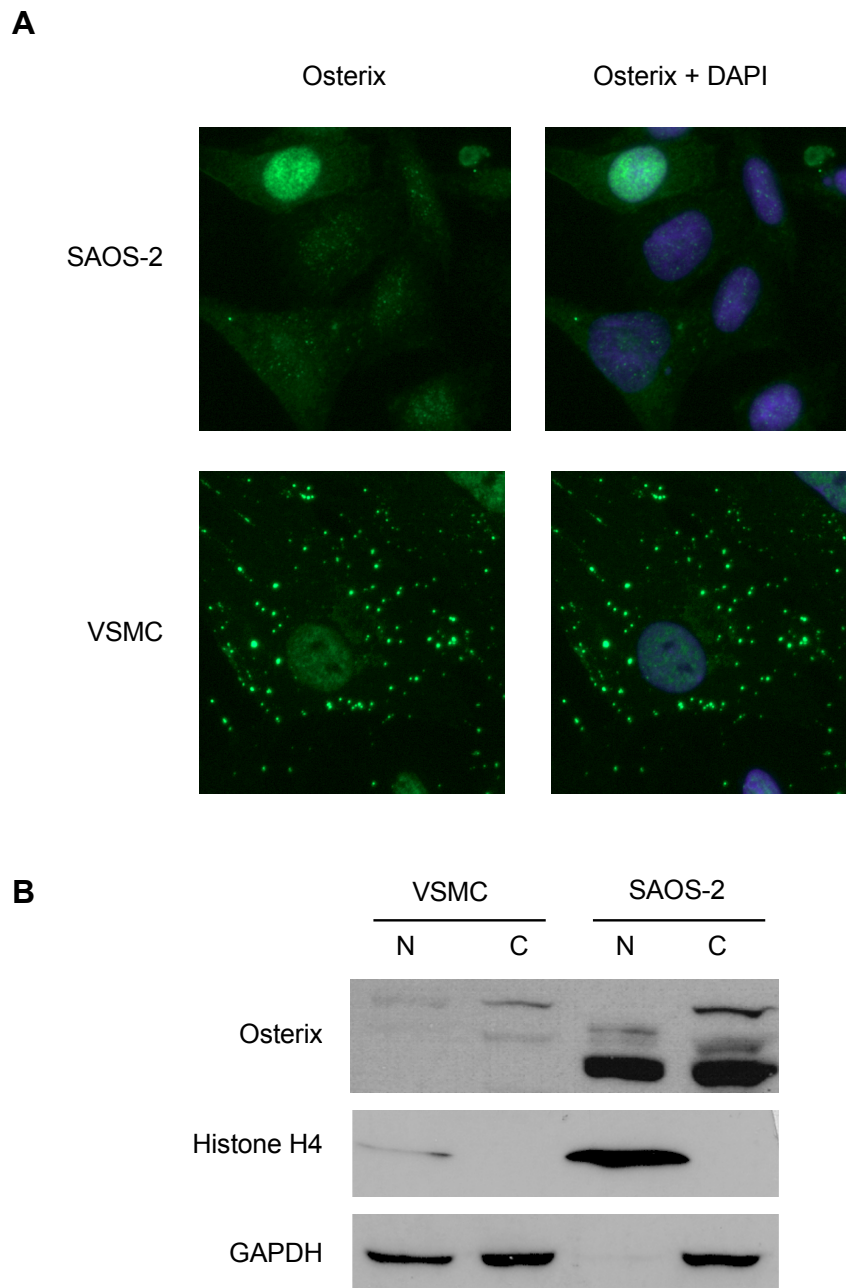 A
Osterix Osterix + DAPI
SAOS-2
VSMC
B
VSMC SAOS-2
N C N C
Osterix
Histone H4
GAPDH